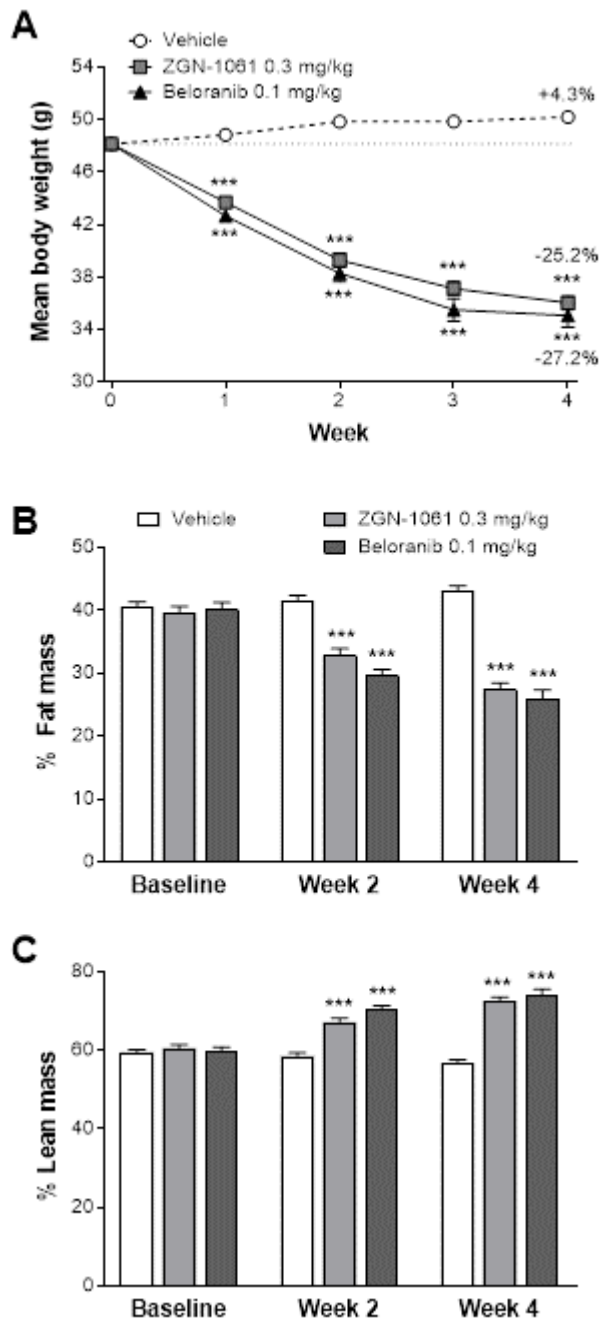 A
Vehicle
ZGN-1061 0.3 mg/kg
Beloranib 0.1 mg/kg
Mean body weight (g)
54
50
46
42
38
34
30
+4.3%
***
***
***
***
***
***
-25.2%
***
***
-27.2%
0
1
2
3
4
Week
B
Vehicle
ZGN-1061 0.3 mg/kg
Beloranib 0.1 mg/kg
% Fat mass
50
40
30
20
10
0
***
***
***
***
Baseline
Week 2
Week 4
C
% Lean mass
80
60
40
20
0
***
***
***
***
Baseline
Week 2
Week 4